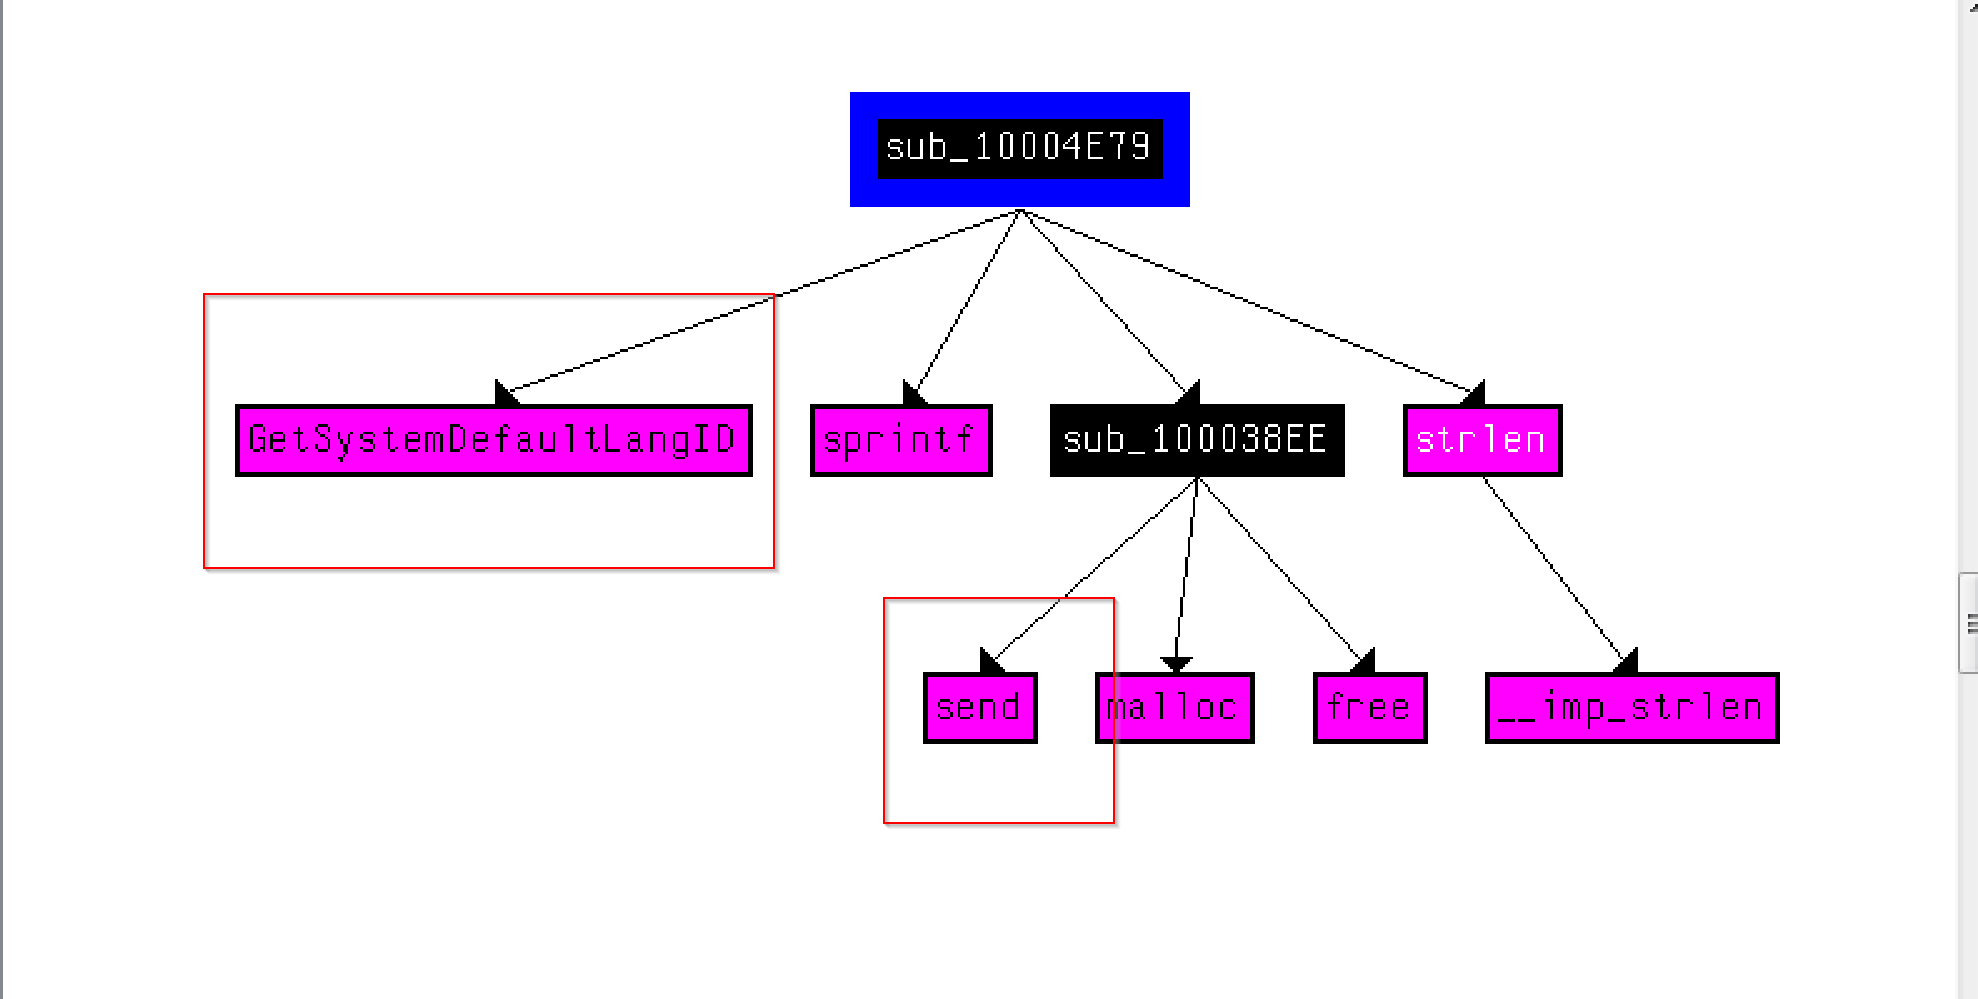 sub_10004E79
GetSystemDefaultLangID
sprintf
sub_100038EE
strlen
send
malloc
free
__imp_strlen